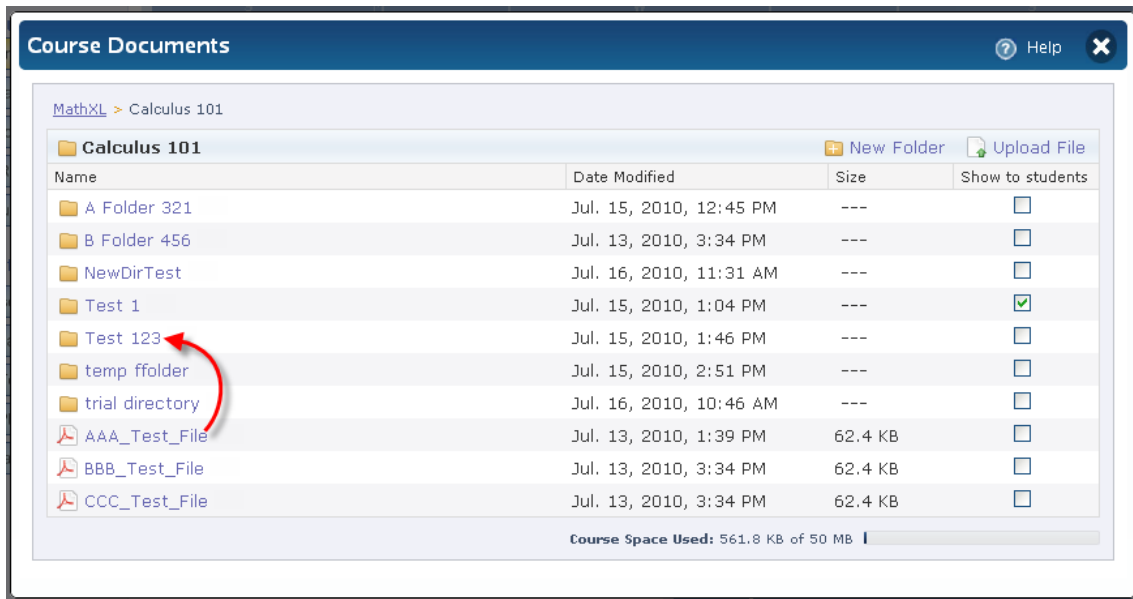 Course Documents
Help
MathXL > Calculus 101
Calculus 101 New Folder Upload File
Name Date Modified Size Show to students
A Folder 321 Jul. 15, 2010, 12:45 PM ---
B Folder 456 Jul. 13, 2010, 3:34 PM ---
NewDirTest Jul. 16, 2010, 11:31 AM ---
Test 1 Jul. 15, 2010, 1:04 PM ---
Test 123 Jul. 15, 2010, 1:46 PM ---
temp ffolder Jul. 15, 2010, 2:51 PM ---
trial directory Jul. 16, 2010, 10:46 AM ---
AAA_Test_File Jul. 13, 2010, 1:39 PM 62.4 KB
BBB_Test_File Jul. 13, 2010, 3:34 PM 62.4 KB
CCC_Test_File Jul. 13, 2010, 3:34 PM 62.4 KB
Course Space Used: 561.8 KB of 50 MB